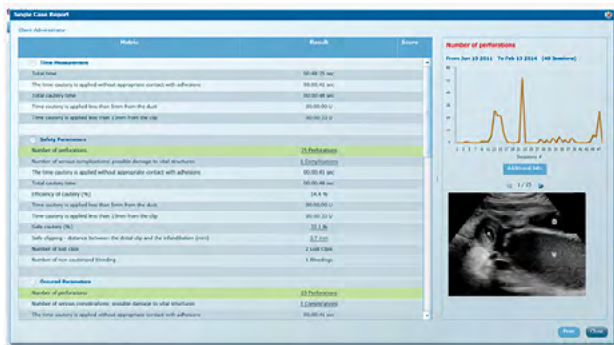 Single Case Report
Client Administrator
Metric Result Score
Time Measurement
Total time 00:48:35 sec
The time cautery is applied without appropriate contact with adhesions 00:00:41 sec
Total cautery time 00:00:48 sec
Time cautery is applied less than 5mm from the duct 00:00:00 U
Time cautery is applied less than 13mm from the clip 00:00:33 U
Safety Parameters
Number of perforations 25 Perforations
Number of serious complications: possible damage to vital structures 1 Complications
The time cautery is applied without appropriate contact with adhesions 00:00:41 sec
Total cautery time 00:00:48 sec
Efficiency of cautery (%) 14.4 %
Time cautery is applied less than 5mm from the duct 00:00:00 U
Time cautery is applied less than 13mm from the clip 00:00:33 U
Safe cautery (%)
Safe clipping - distance between the distal clip and the infundibulum (mm)
Number of lost clips 2 Lost Clips
Number of non-cauterized bleeding 1 Bleedings
Parameters
Number of perforations 25 Perforations
Number of serious complications: possible damage to vital structures 1 Complications
The time cautery is applied without appropriate contact with adhesions 00:00:41 sec
Number of perforations
From Jun 10 2011 To Feb 13 2014 (48 Sessions)
Sessions #
Additional Info
1 / 25
B
V
Print
Close